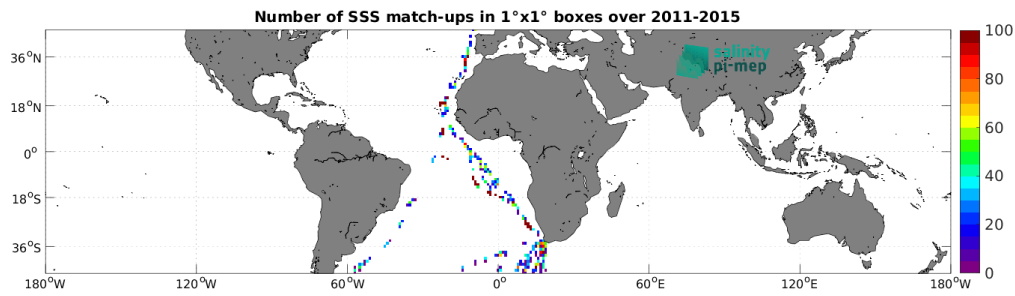 Number of SSS match-ups in 1°x1° boxes over 2011-2015
36°N
18°N
0°
18°S
36°S
180°W
120°W
60°W
0°
60°E
120°E
180°W
salinity
pi-mep
100
80
60
40
20
0